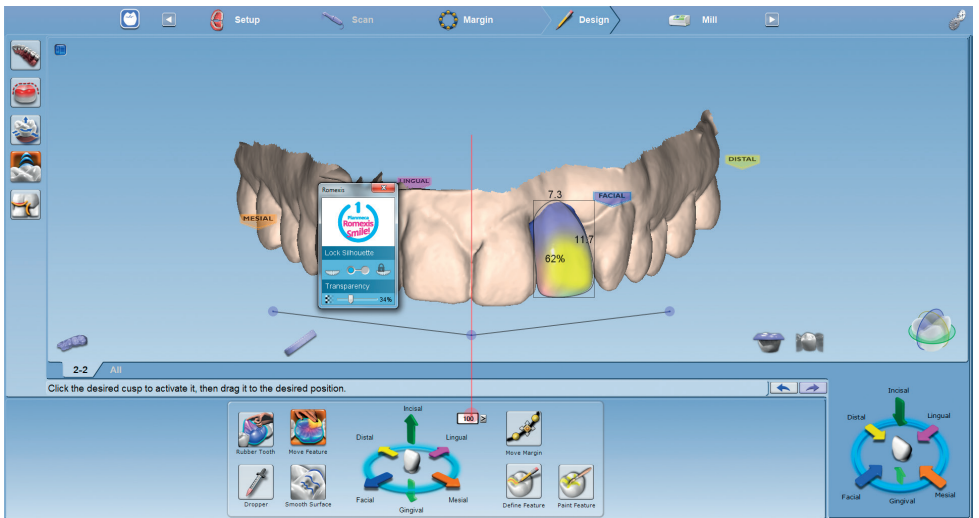 Setup
Scan
Margin
Design
Mill
DISTAL
LINGUAL
MESIAL
FACIAL
7.3
11.7
62%
Romexis
1
Planmeca
Romexis
Smile!
Lock Silhouette
Transparency
34%
2-2
All
Click the desired cusp to activate it, then drag it to the desired position.
Rubber Tooth
Move Feature
Dropper
Smooth Surface
Incisal
Distal
Lingual
Facial
Mesial
Gingival
100
Move Margin
Define Feature
Paint Feature
Incisal
Distal
Lingual
Facial
Mesial
Gingival